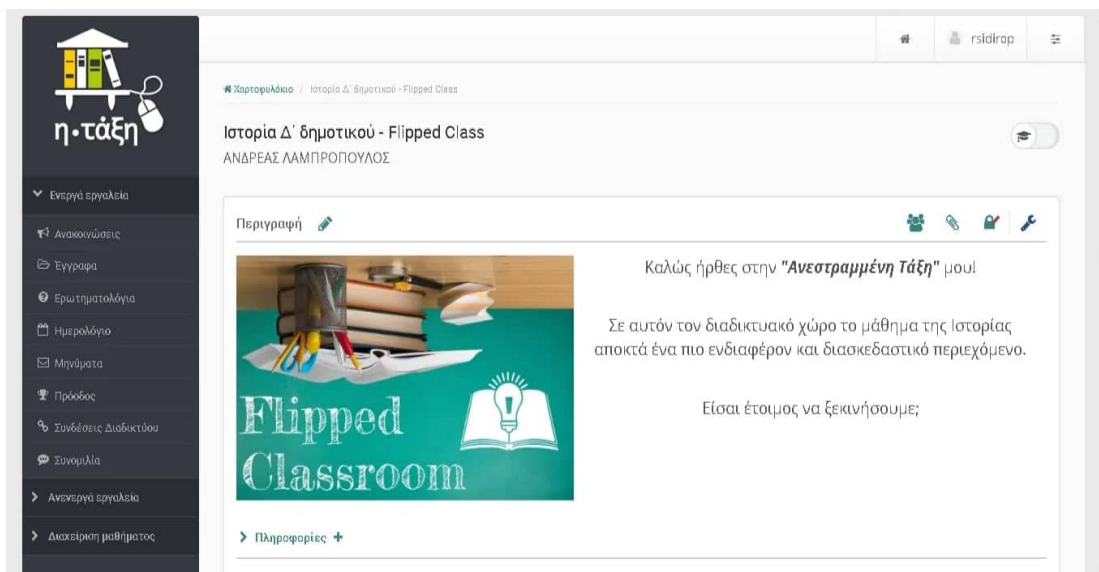 η·τάξη
rsidirop
Χαρτοφυλάκιο / Ιστορία Δ΄ δημοτικού - Flipped Class
Ιστορία Δ΄ δημοτικού - Flipped Class
ΑΝΔΡΕΑΣ ΛΑΜΠΡΟΠΟΥΛΟΣ
Ενεργά εργαλεία
Ανακοινώσεις
Έγγραφα
Ερωτηματολόγια
Ημερολόγιο
Μηνύματα
Πρόοδος
Συνδέσεις Διαδικτύου
Συνομιλία
Ανενεργά εργαλεία
Διαχείριση μαθήματος
Περιγραφή
Flipped
Classroom
Καλώς ήρθες στην "Ανεστραμμένη Τάξη" μου!
Σε αυτόν τον διαδικτυακό χώρο το μάθημα της Ιστορίας
αποκτά ένα πιο ενδιαφέρον και διασκεδαστικό περιεχόμενο.
Είσαι έτοιμος να ξεκινήσουμε;
Πληροφορίες +